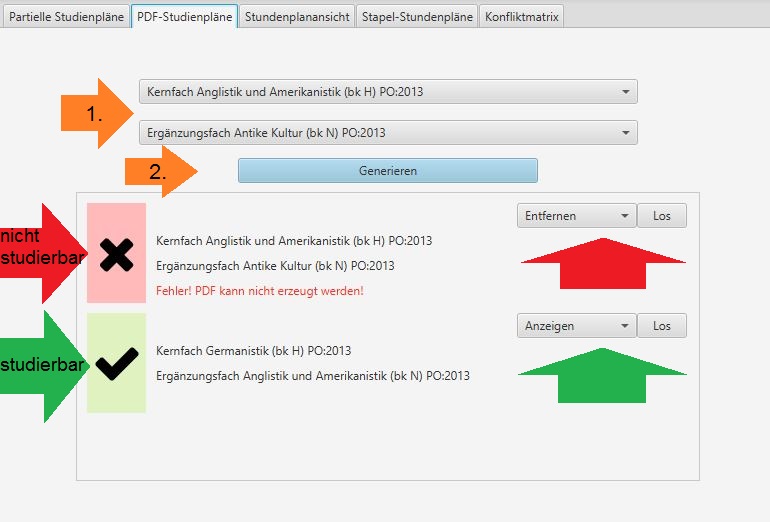 Partielle Studienpläne PDF-Studienpläne Stundenplanansicht Stapel-Stundenpläne Konfliktmatrix
1. Kernfach Anglistik und Amerikanistik (bk H) PO:2013
Ergänzungsfach Antike Kultur (bk N) PO:2013
2. Generieren
nicht
studierbar
Kernfach Anglistik und Amerikanistik (bk H) PO:2013
Ergänzungsfach Antike Kultur (bk N) PO:2013
Fehler! PDF kann nicht erzeugt werden!
Entfernen Los
studierbar
Kernfach Germanistik (bk H) PO:2013
Ergänzungsfach Anglistik und Amerikanistik (bk N) PO:2013
Anzeigen Los